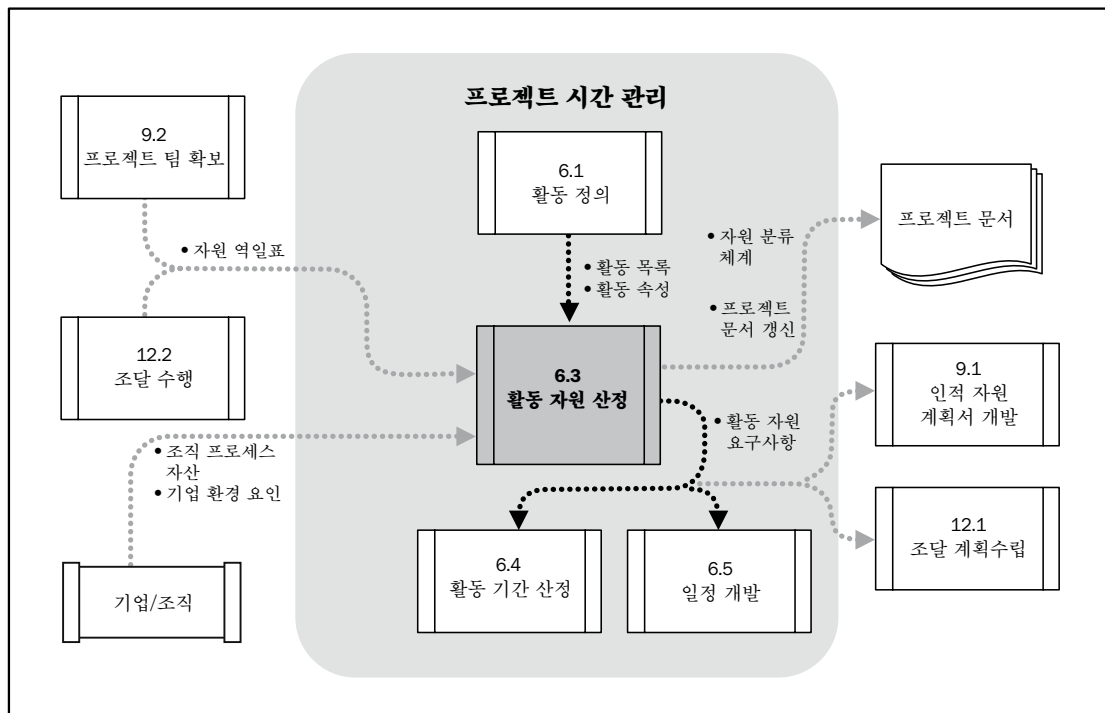 프로젝트 시간 관리
9.2
프로젝트 팀 확보
6.1
활동 정의
프로젝트 문서
• 자원 역일표
• 자원 분류
체계
• 활동 목록
• 활동 속성
• 프로젝트
문서 갱신
12.2
조달 수행
6.3
활동 자원 산정
9.1
인적 자원
계획서 개발
• 활동 자원
요구사항
• 조직 프로세스
자산
• 기업 환경 요인
12.1
조달 계획수립
6.4
활동 기간 산정
6.5
일정 개발
기업/조직